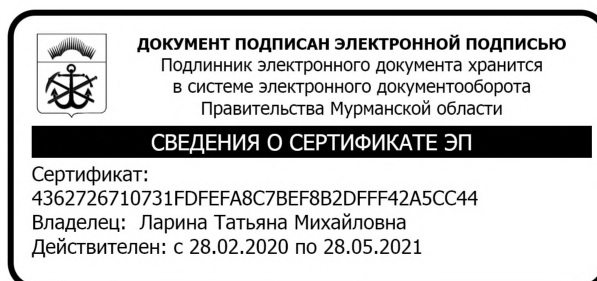 ДОКУМЕНТ ПОДПИСАН ЭЛЕКТРОННОЙ ПОДПИСЬЮ
Подлинник электронного документа хранится
в системе электронного документооборота
Правительства Мурманской области
СВЕДЕНИЯ О СЕРТИФИКАТЕ ЭП
Сертификат:
4362726710731FDFEFA8C7BEF8B2DFFF42A5CC44
Владелец: Ларина Татьяна Михайловна
Действителен: с 28.02.2020 по 28.05.2021